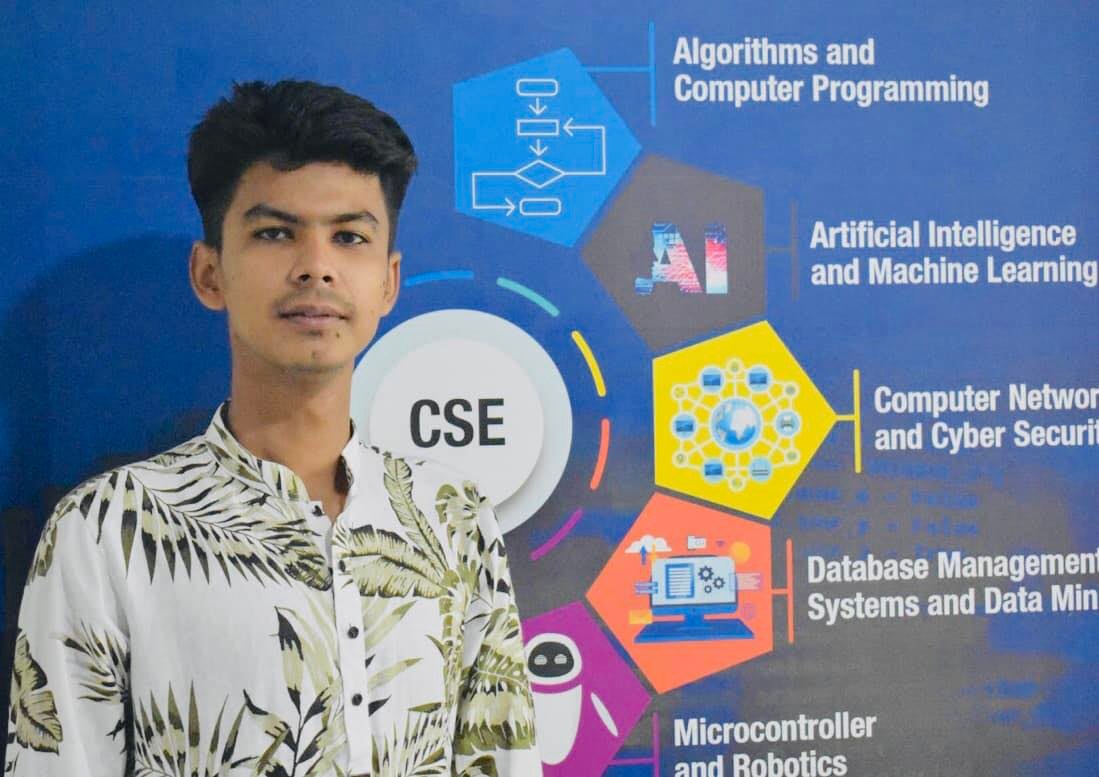 Algorithms and
Computer Programming
AI
Artificial Intelligence
and Machine Learning
CSE
Computer Networ
and Cyber Securit
Database Management
Systems and Data Min
Microcontroller
and Robotics